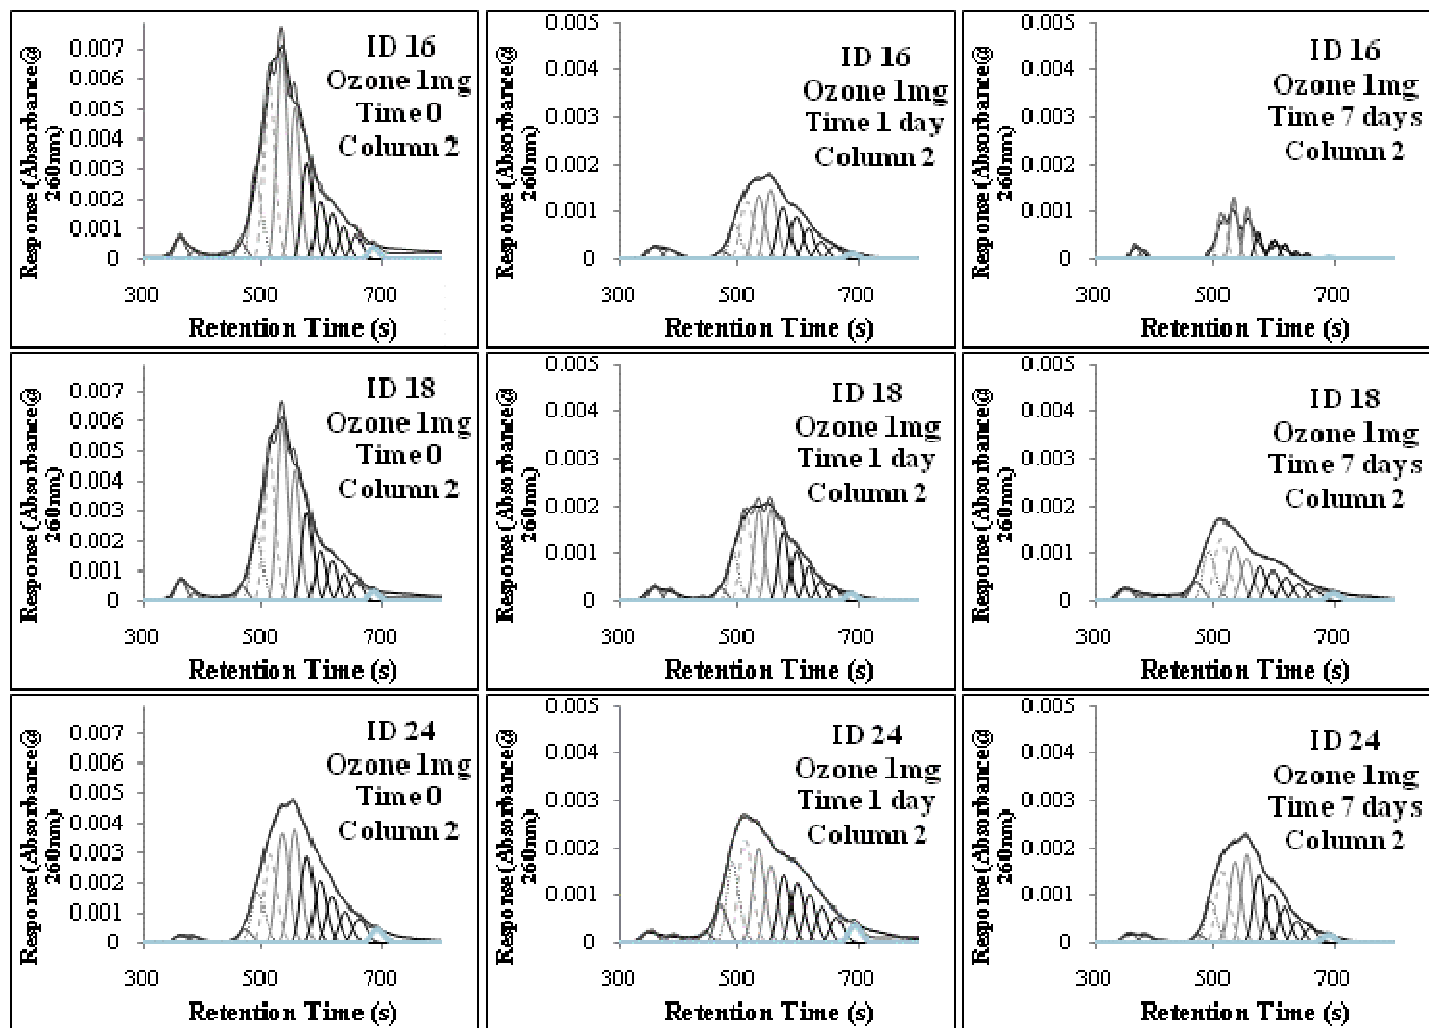 Response (Absorbance@
260nm)
0.007
0.006
0.005
0.004
0.003
0.002
0.001
0
300
500
700
Retention Time (s)
ID 16
Ozone 1mg
Time 0
Column 2
Response (Absorbance@
260nm)
0.005
0.004
0.003
0.002
0.001
0
300
500
700
Retention Time (s)
ID 16
Ozone 1mg
Time 1 day
Column 2
Response (Absorbance@
260nm)
0.005
0.004
0.003
0.002
0.001
0
300
500
700
Retention Time (s)
ID 16
Ozone 1mg
Time 7 days
Column 2
Response (Absorbance@
260nm)
0.007
0.006
0.005
0.004
0.003
0.002
0.001
0
300
500
700
Retention Time (s)
ID 18
Ozone 1mg
Time 0
Column 2
Response (Absorbance@
260nm)
0.005
0.004
0.003
0.002
0.001
0
300
500
700
Retention Time (s)
ID 18
Ozone 1mg
Time 1 day
Column 2
Response (Absorbance@
260nm)
0.005
0.004
0.003
0.002
0.001
0
300
500
700
Retention Time (s)
ID 18
Ozone 1mg
Time 7 days
Column 2
Response (Absorbance@
260nm)
0.007
0.006
0.005
0.004
0.003
0.002
0.001
0
300
500
700
Retention Time (s)
ID 24
Ozone 1mg
Time 0
Column 2
Response (Absorbance@
260nm)
0.005
0.004
0.003
0.002
0.001
0
300
500
700
Retention Time (s)
ID 24
Ozone 1mg
Time 1 day
Column 2
Response (Absorbance@
260nm)
0.005
0.004
0.003
0.002
0.001
0
300
500
700
Retention Time (s)
ID 24
Ozone 1mg
Time 7 days
Column 2